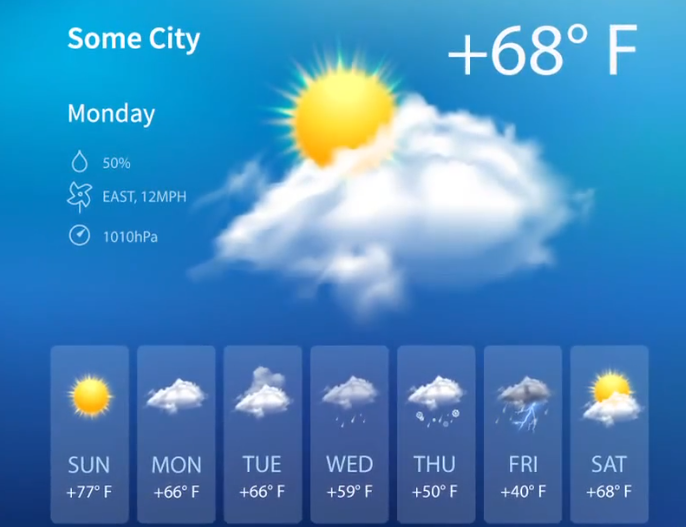 Some City
+68° F
Monday
50%
EAST, 12MPH
1010hPa
SUN MON TUE WED THU FRI SAT
+77° F +66° F +66° F +59° F +50° F +40° F +68° F